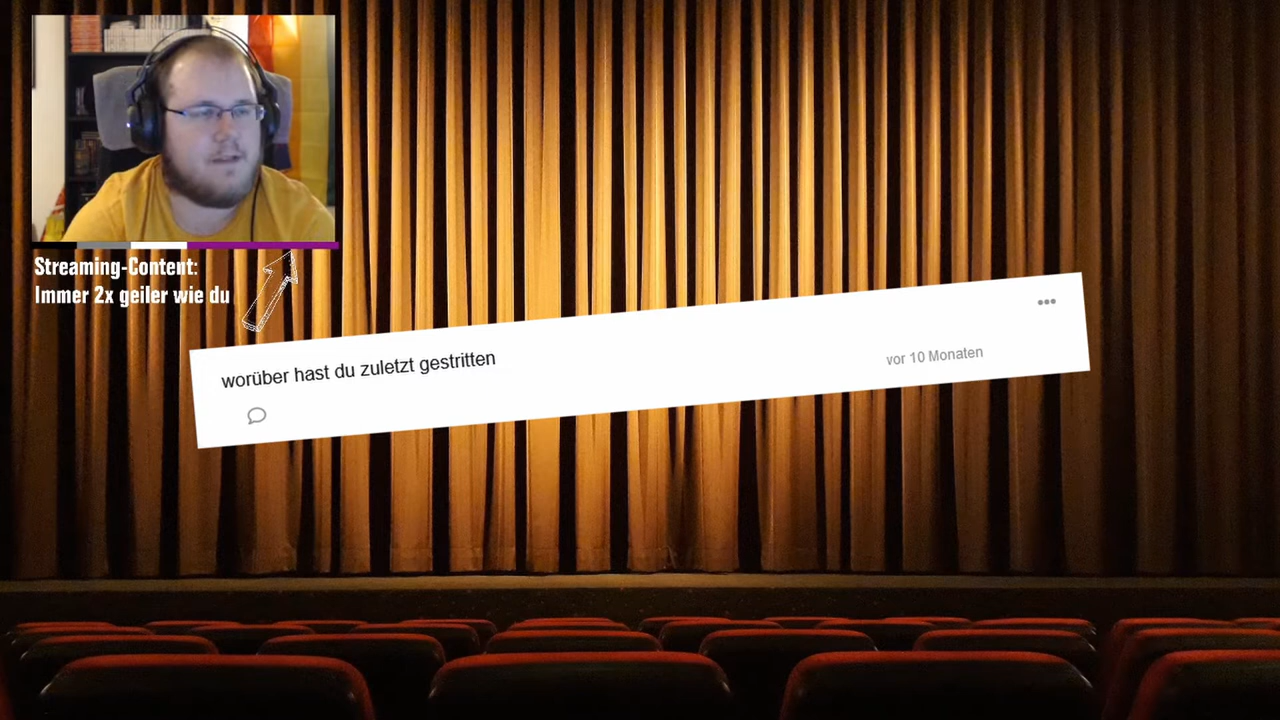 Streaming-Content:
Immer 2x geiler wie du
worüber hast du zuletzt gestritten
vor 10 Monaten